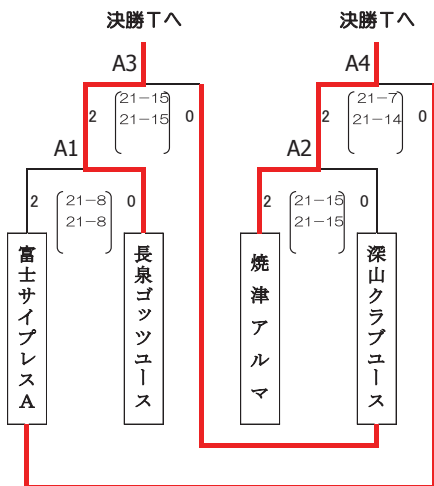 決勝Tへ 決勝Tへ
A3 A4
2 21-15 0 2 21-7 0
21-15 21-14
A1 A2
2 21-8 0 2 21-15 0
21-8 21-15
富士サイプレスA
長泉ゴッツユース
焼津アルマ
深山クラブユース